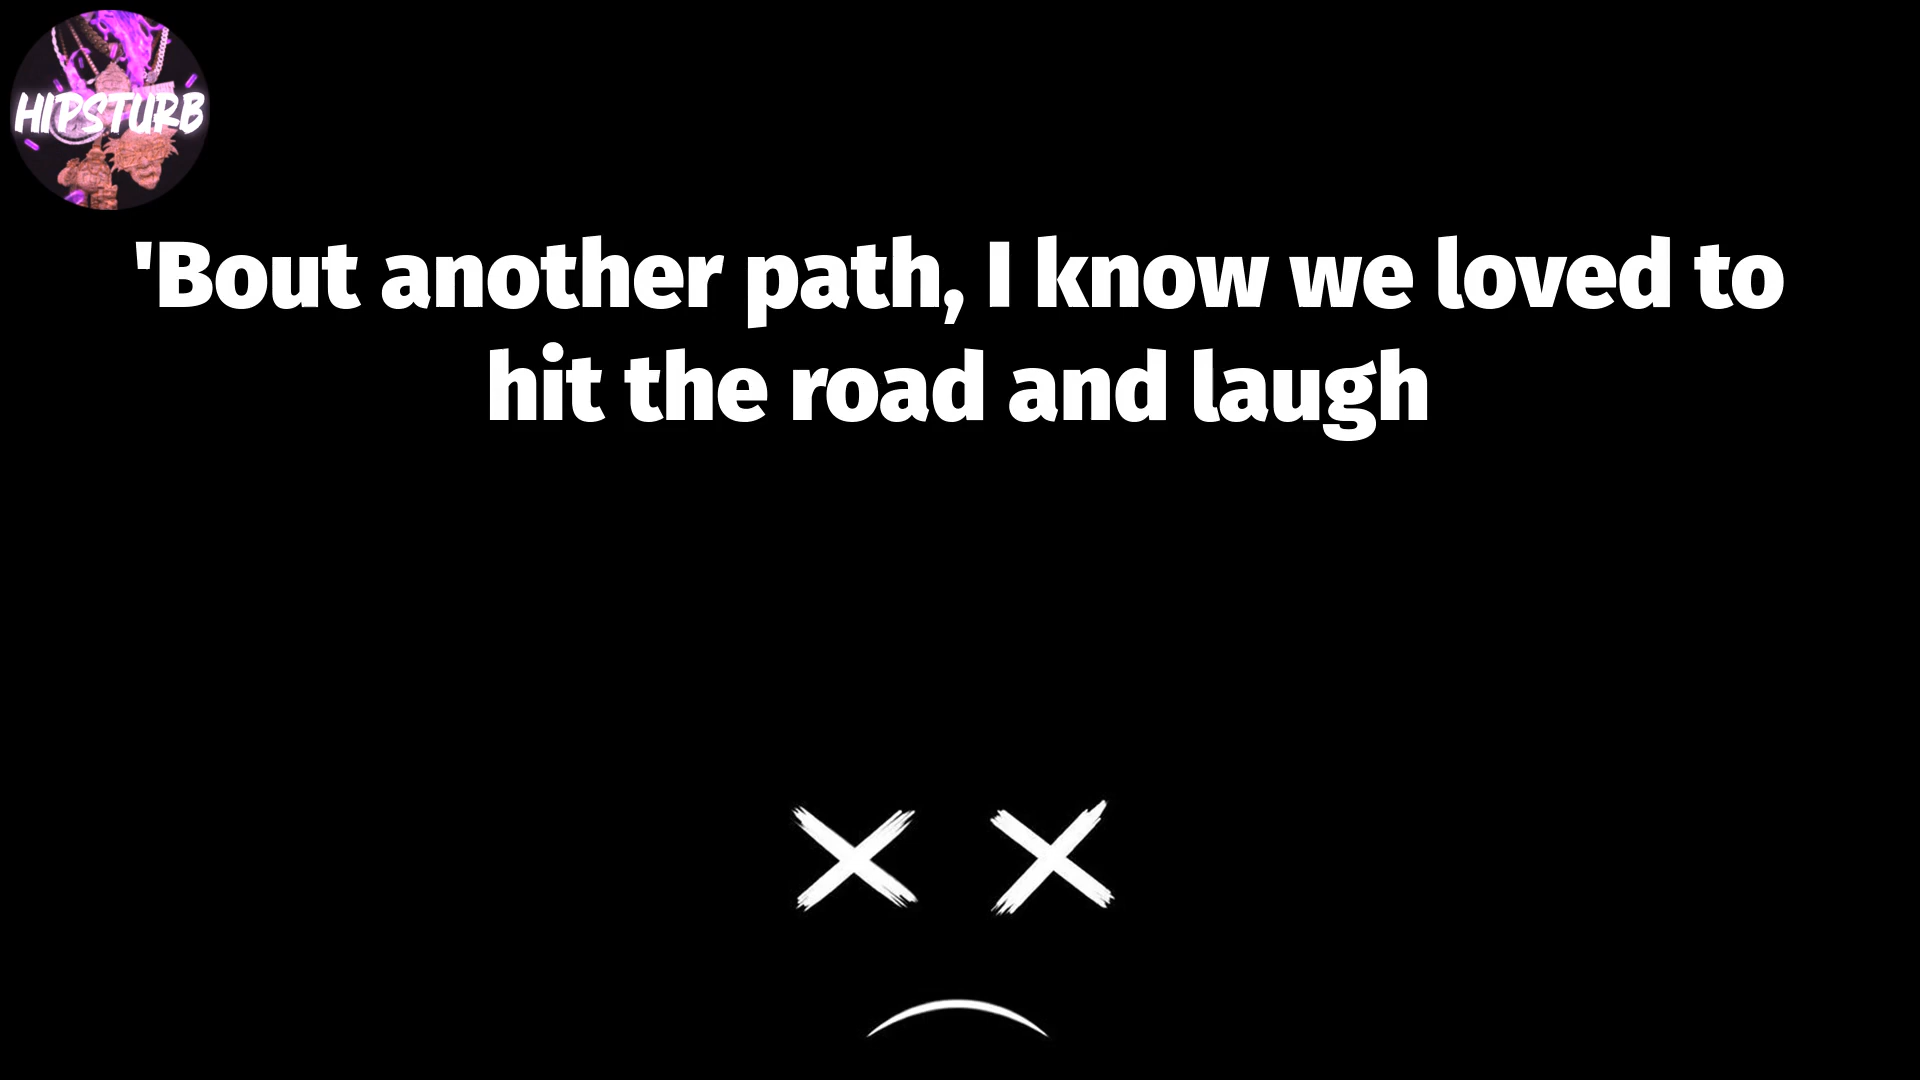 HIPSTURB
'Bout another path, I know we loved to
hit the road and laugh